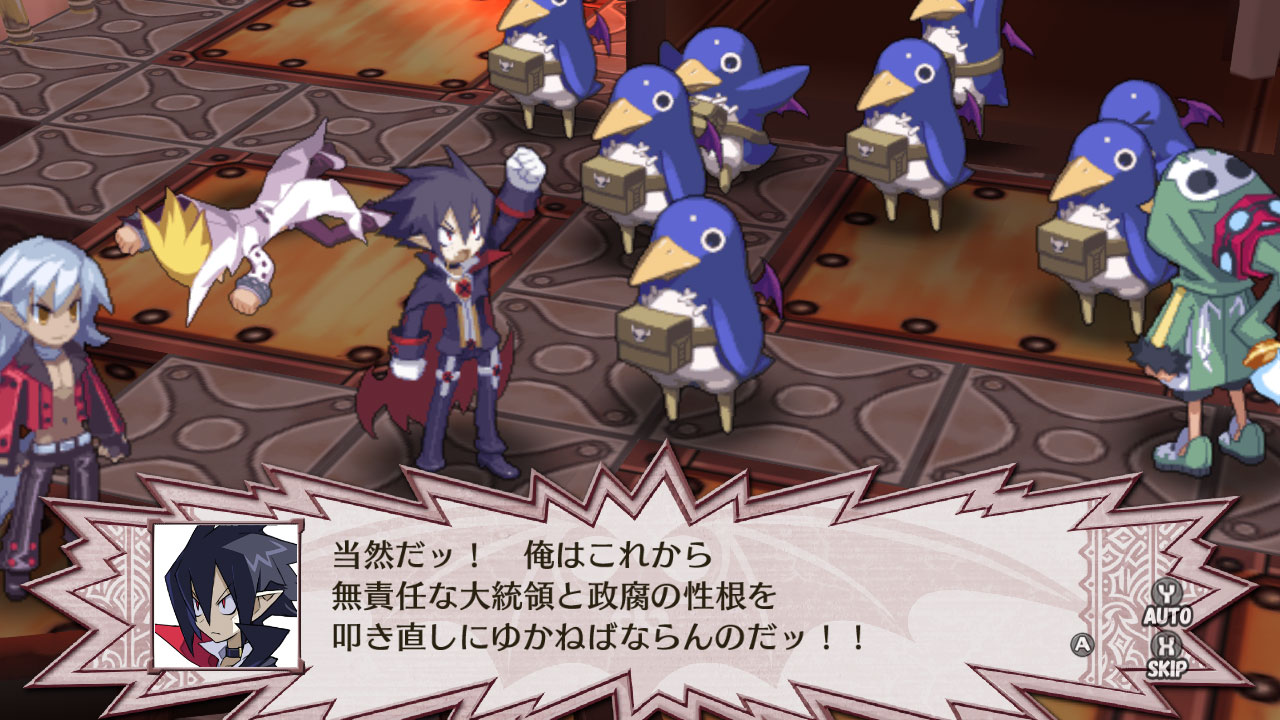 当然だッ！　俺はこれから
無責任な大統領と政腐の性根を
叩き直しにゆかねばならんのだッ！！
Y
AUTO
A
X
SKIP